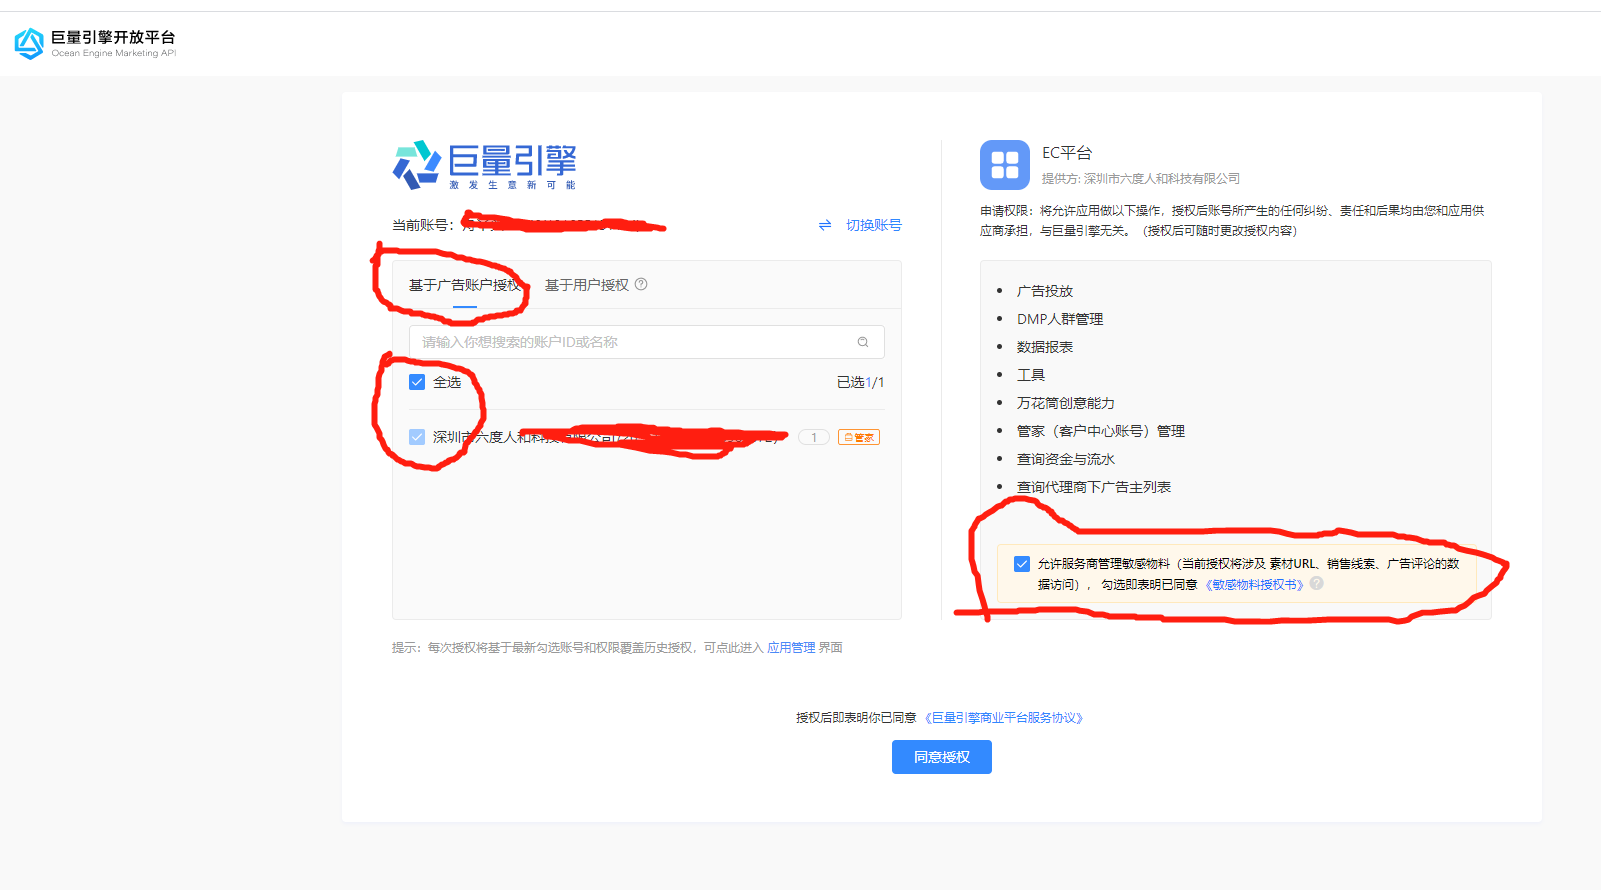 巨量引擎开放平台
Ocean Engine Marketing API
巨量引擎
激发生意新可能
当前账号：
切换账号
基于广告账户授权 基于用户授权
请输入你想搜索的账户ID或名称
全选 已选1/1
深圳市六度人和科技有限公司 1 管家
提示：每次授权将基于最新勾选账号和权限覆盖历史授权，可点此进入 应用管理 界面
EC平台
提供方: 深圳市六度人和科技有限公司
申请权限：将允许应用做以下操作，授权后账号所产生的任何纠纷、责任和后果均由您和应用供
应商承担，与巨量引擎无关。（授权后可随时更改授权内容）
广告投放
DMP人群管理
数据报表
工具
万花筒创意能力
管家（客户中心账号）管理
查询资金与流水
查询代理商下广告主列表
允许服务商管理敏感物料（当前授权将涉及 素材URL、销售线索、广告评论的数
据访问），勾选即表明已同意 《敏感物料授权书》
授权后即表明你已同意 《巨量引擎商业平台服务协议》
同意授权